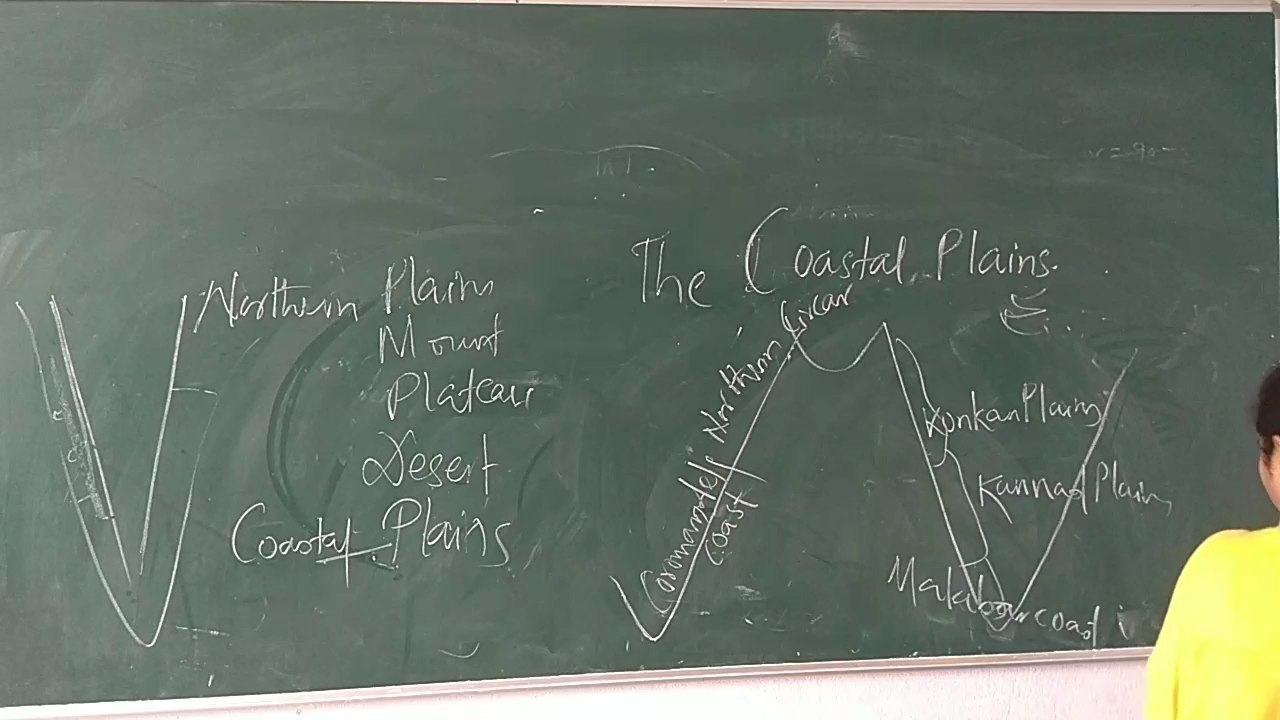 The Coastal Plains.
Northern Plains
Mount
Plateau
Desert
Coastal Plains
Northern Circar
Coromandel
Coast
Konkan Plains
Kannad Plain
Malabar coast